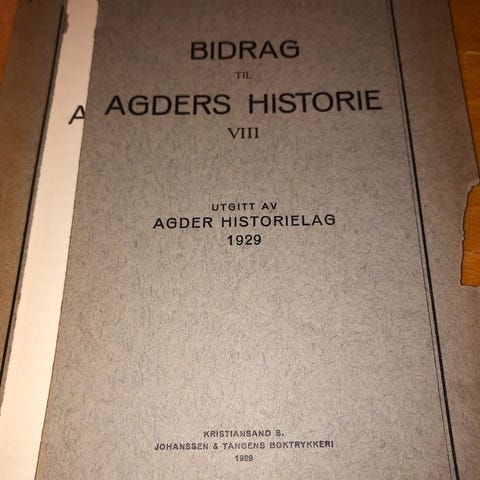 BIDRAG
TIL
AGDERS HISTORIE
VIII
UTGITT AV
AGDER HISTORIELAG
1929
KRISTIANSAND S.
JOHANSSEN & TANGENS BOKTRYKKERI
1929
A